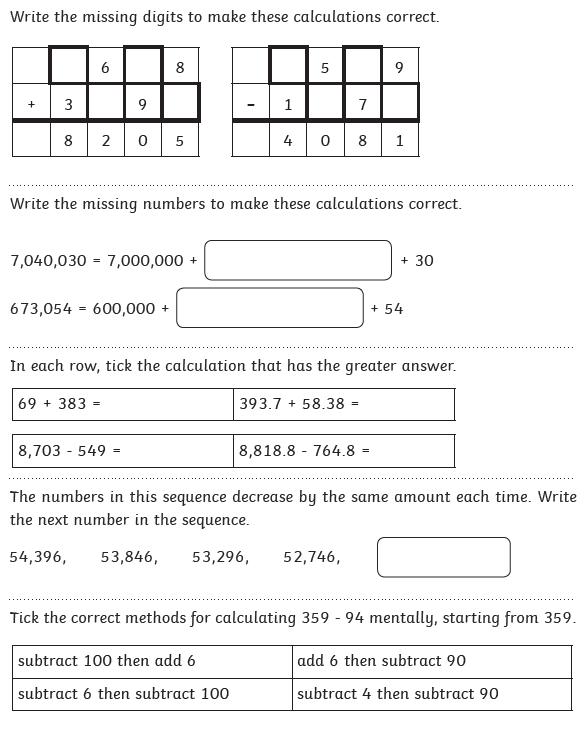 Write the missing digits to make these calculations correct.
6 8 5 9
+ 3 9 - 1 7
8 2 0 5 4 0 8 1
Write the missing numbers to make these calculations correct.
7,040,030 = 7,000,000 + + 30
673,054 = 600,000 + + 54
In each row, tick the calculation that has the greater answer.
69 + 383 = 393.7 + 58.38 =
8,703 - 549 = 8,818.8 - 764.8 =
The numbers in this sequence decrease by the same amount each time. Write
the next number in the sequence.
54,396, 53,846, 53,296, 52,746,
Tick the correct methods for calculating 359 - 94 mentally, starting from 359.
subtract 100 then add 6 add 6 then subtract 90
subtract 6 then subtract 100 subtract 4 then subtract 90